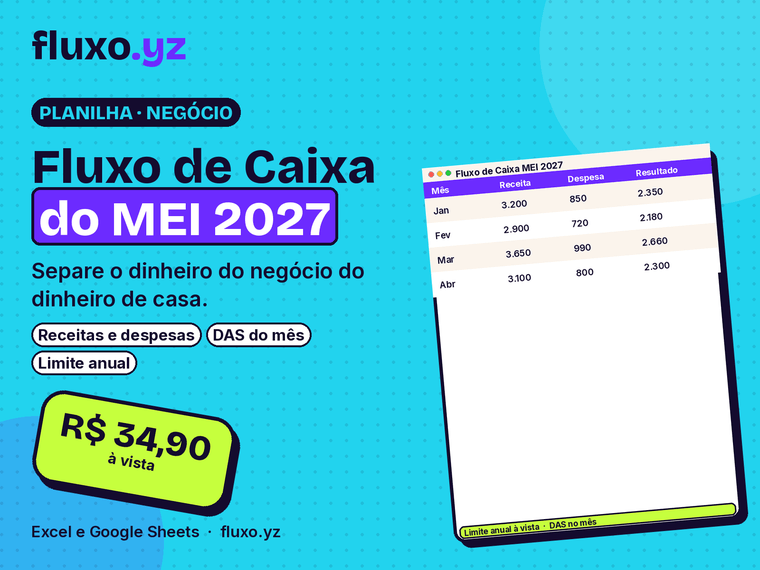 fluxo.yz
PLANILHA · NEGÓCIO
Fluxo de Caixa
do MEI 2027
Separe o dinheiro do negócio do
dinheiro de casa.
Receitas e despesas DAS do mês
Limite anual
R$ 34,90
à vista
Excel e Google Sheets · fluxo.yz
Fluxo de Caixa MEI 2027
Mês Receita Despesa Resultado
Jan 3.200 850 2.350
Fev 2.900 720 2.180
Mar 3.650 990 2.660
Abr 3.100 800 2.300
Limite anual à vista · DAS no mês